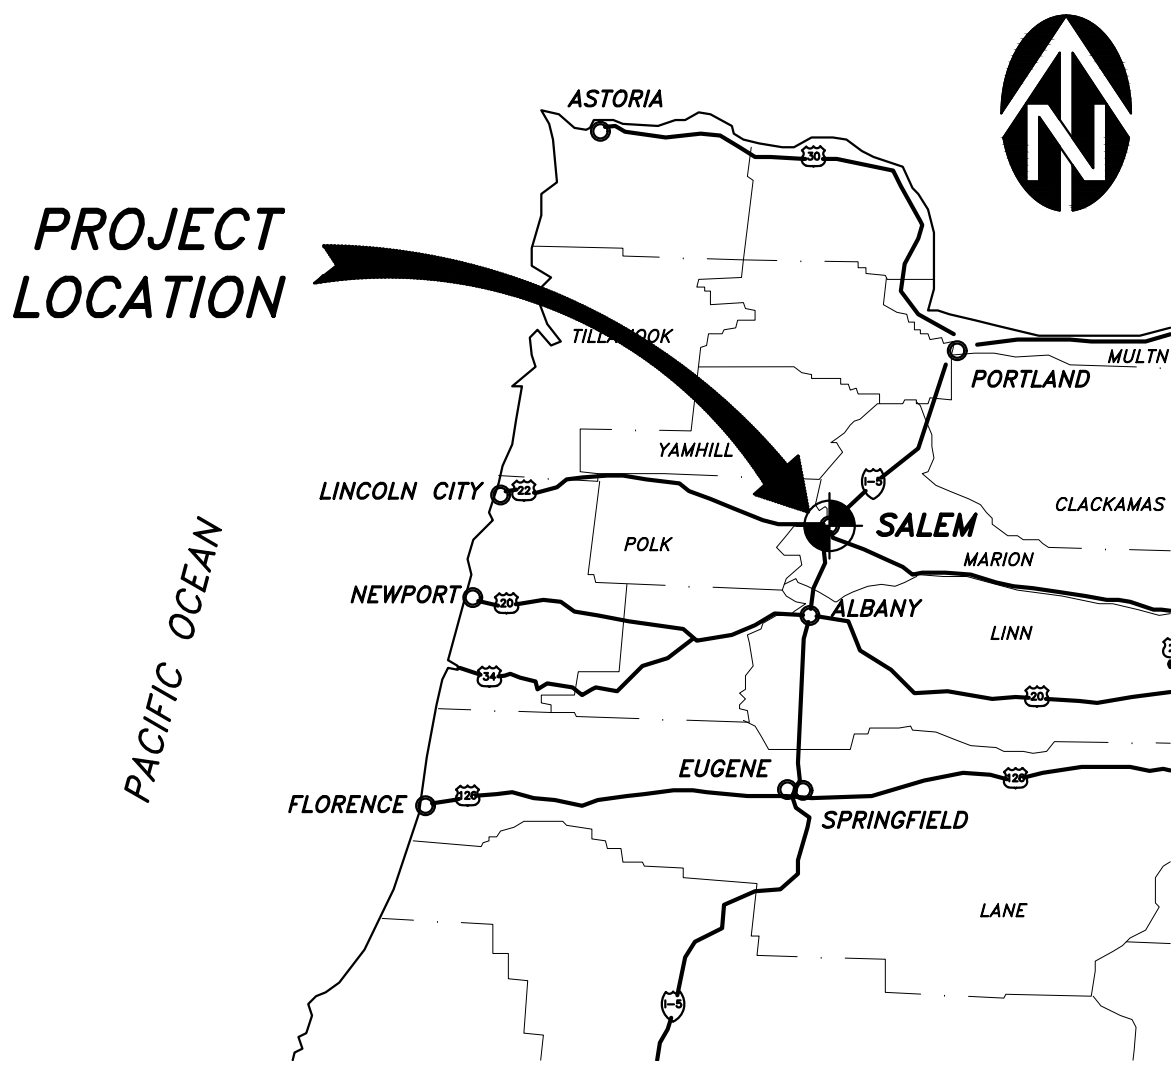 N
ASTORIA
30
PROJECT
LOCATION
TILLAMOOK
MULTN
PORTLAND
YAMHILL
I-5
LINCOLN CITY
22
CLACKAMAS
SALEM
POLK
MARION
PACIFIC OCEAN
NEWPORT
20
ALBANY
LINN
34
20
EUGENE
126
126
FLORENCE
SPRINGFIELD
LANE
I-5